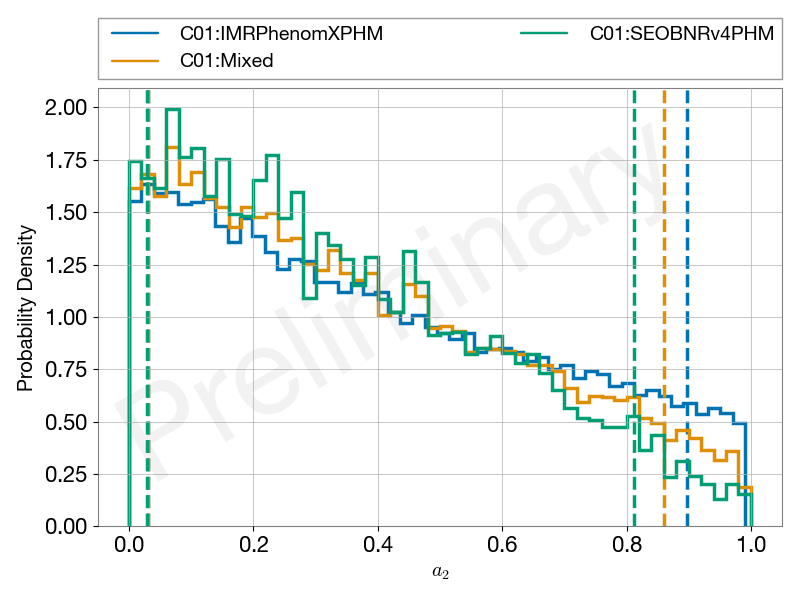 C01:IMRPhenomXPHM
C01:Mixed
C01:SEOBNRv4PHM
Preliminary
Probability Density
2.00
1.75
1.50
1.25
1.00
0.75
0.50
0.25
0.00
0.0 0.2 0.4 0.6 0.8 1.0
a₂